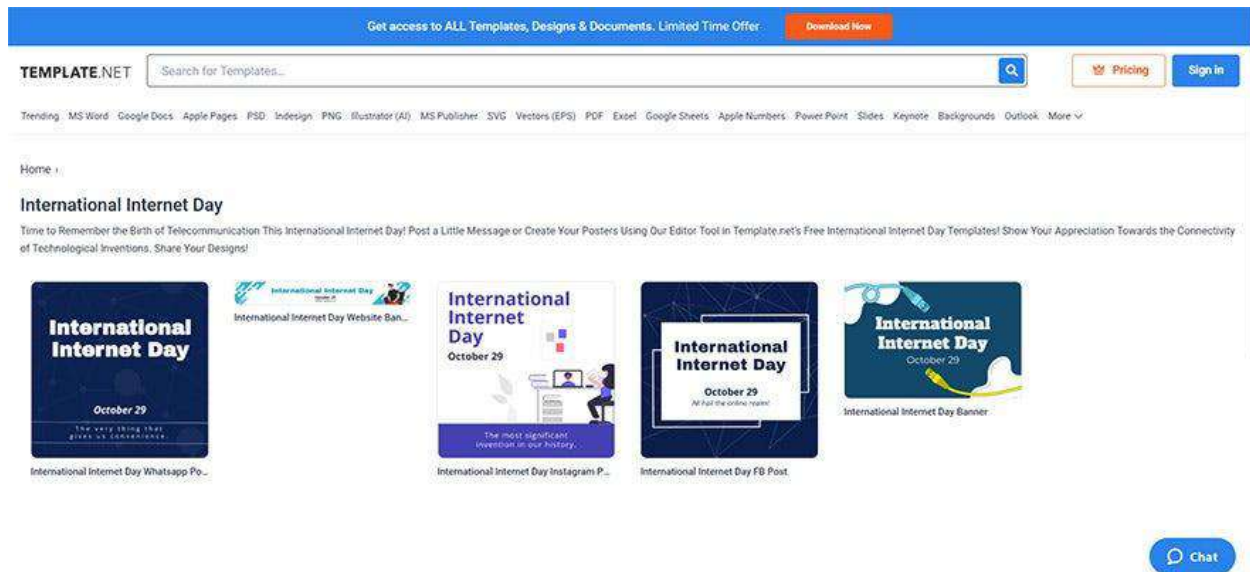 Get access to ALL Templates, Designs & Documents. Limited Time Offer
Download Now
TEMPLATE.NET
Search for Templates...
Pricing
Sign in
Trending MS Word Google Docs Apple Pages PSD Indesign PNG Illustrator (AI) MS Publisher SVG Vectors (EPS) PDF Excel Google Sheets Apple Numbers Power Point Slides Keynote Backgrounds Outlook More
Home ›
International Internet Day
Time to Remember the Birth of Telecommunication This International Internet Day! Post a Little Message or Create Your Posters Using Our Editor Tool in Template.net's Free International Internet Day Templates! Show Your Appreciation Towards the Connectivity
of Technological Inventions. Share Your Designs!
International
Internet Day
October 29
The very thing that
gives us convenience.
International Internet Day Whatsapp Po...
International Internet Day
International Internet Day Website Ban...
International
Internet
Day
October 29
The most significant
invention in our history.
International Internet Day Instagram P...
International
Internet Day
October 29
All hail the online realm!
International Internet Day FB Post
International
Internet Day
October 29
International Internet Day Banner
Chat